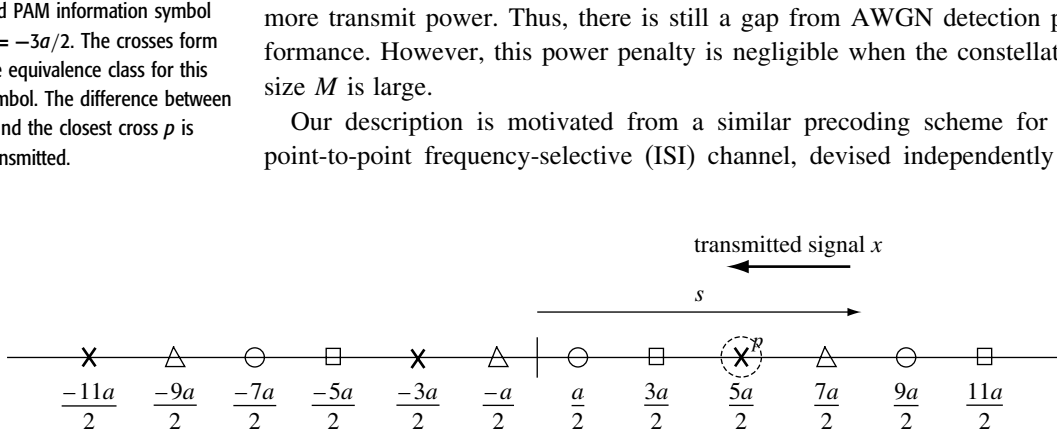 d PAM information symbol
= −3a/2. The crosses form
equivalence class for this
mbol. The difference between
nd the closest cross p is
nsmitted.
more transmit power. Thus, there is still a gap from AWGN detection p
formance. However, this power penalty is negligible when the constellat
size M is large.
Our description is motivated from a similar precoding scheme for
point-to-point frequency-selective (ISI) channel, devised independently
transmitted signal x
s
p
−11a/2 −9a/2 −7a/2 −5a/2 −3a/2 −a/2 a/2 3a/2 5a/2 7a/2 9a/2 11a/2